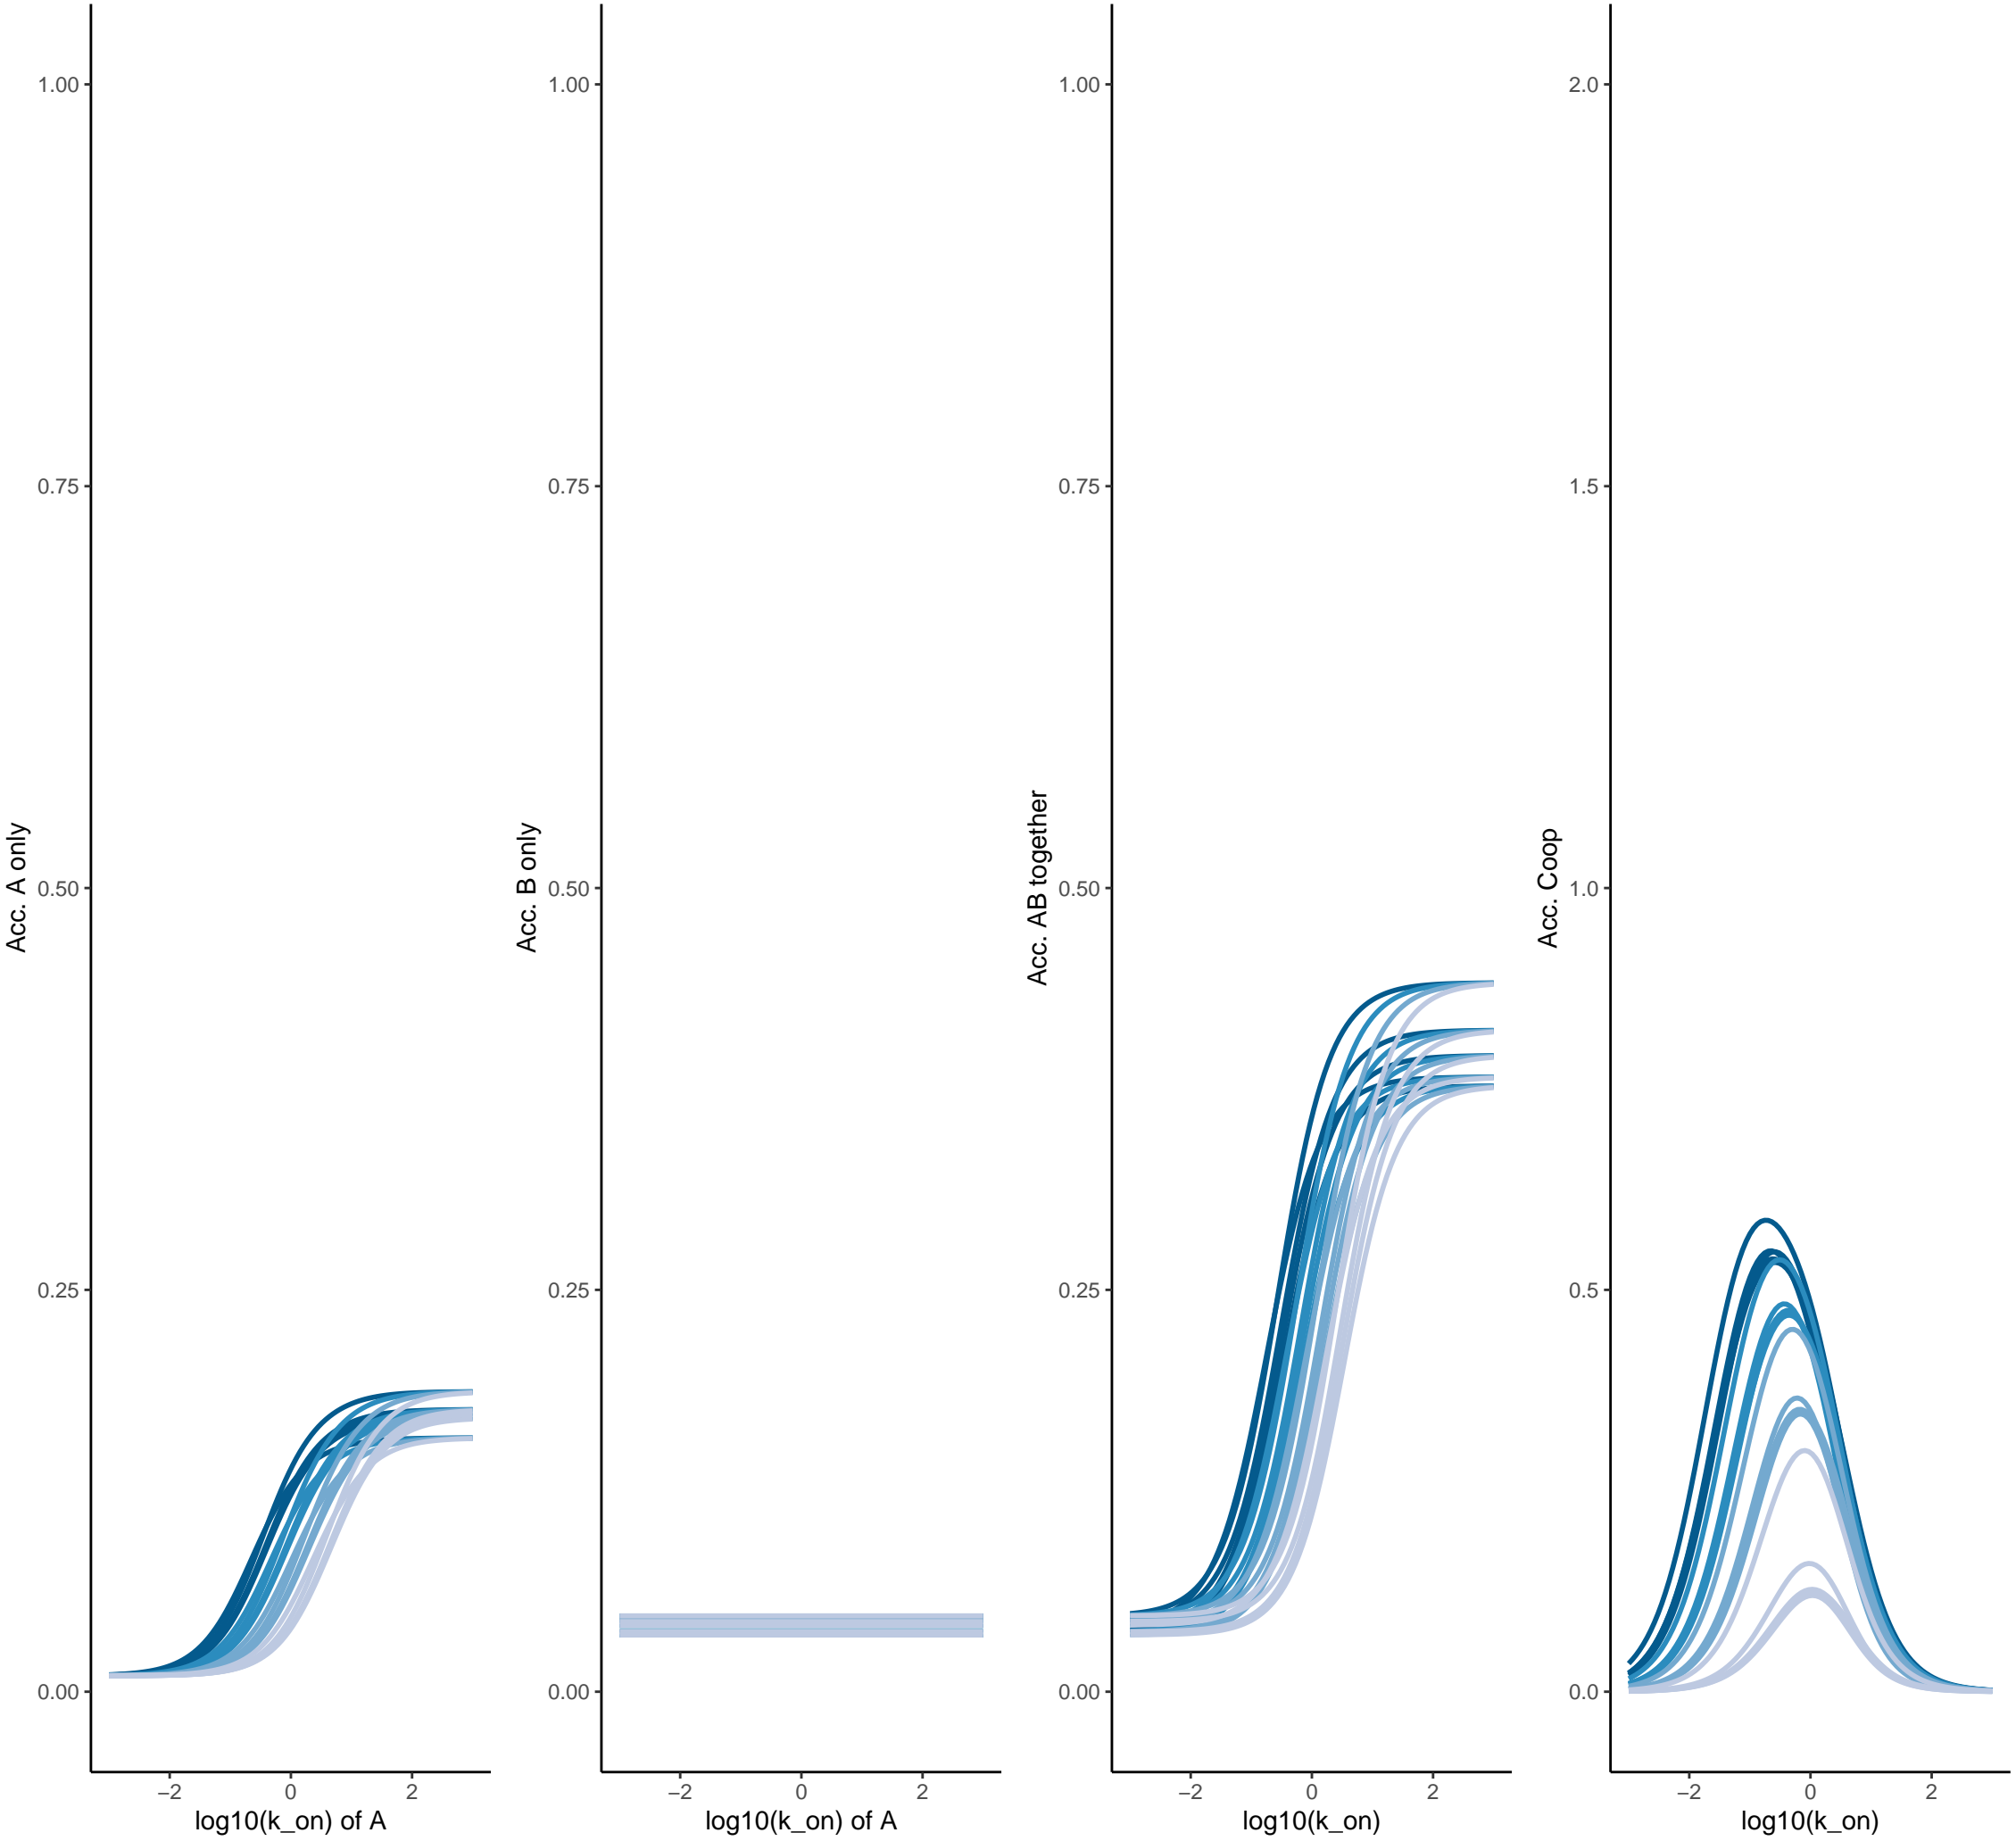 Acc. A only
1.00
0.75
0.50
0.25
0.00
−2 0 2
log10(k_on) of A
Acc. B only
1.00
0.75
0.50
0.25
0.00
−2 0 2
log10(k_on) of A
Acc. AB together
1.00
0.75
0.50
0.25
0.00
−2 0 2
log10(k_on)
Acc. Coop
2.0
1.5
1.0
0.5
0.0
−2 0 2
log10(k_on)